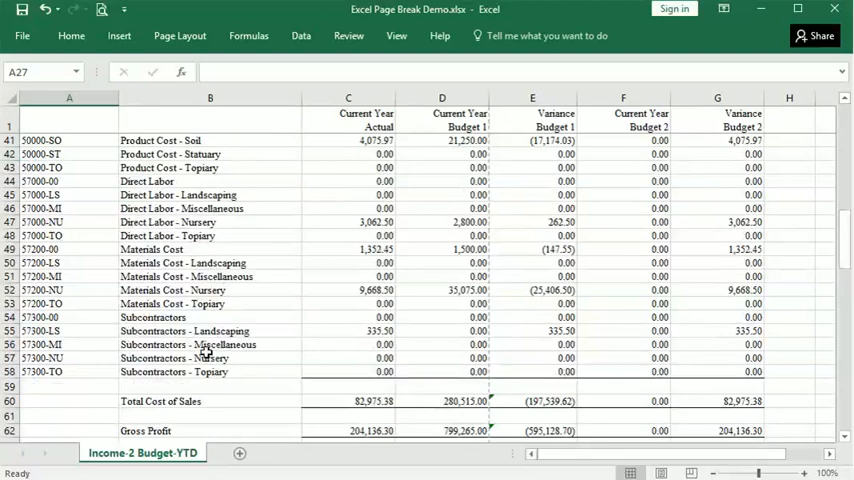 Excel Page Break Demo.xlsx - Excel
Sign in
File Home Insert Page Layout Formulas Data Review View Help Tell me what you want to do Share
A27
fx
A B C D E F G H
Current Year Current Year Variance Current Year Variance
1 Actual Budget 1 Budget 1 Budget 2 Budget 2
41 50000-SO Product Cost - Soil 4,075.97 21,250.00 (17,174.03) 0.00 4,075.97
42 50000-ST Product Cost - Statuary 0.00 0.00 0.00 0.00 0.00
43 50000-TO Product Cost - Topiary 0.00 0.00 0.00 0.00 0.00
44 57000-00 Direct Labor 0.00 0.00 0.00 0.00 0.00
45 57000-LS Direct Labor - Landscaping 0.00 0.00 0.00 0.00 0.00
46 57000-MI Direct Labor - Miscellaneous 0.00 0.00 0.00 0.00 0.00
47 57000-NU Direct Labor - Nursery 3,062.50 2,800.00 262.50 0.00 3,062.50
48 57000-TO Direct Labor - Topiary 0.00 0.00 0.00 0.00 0.00
49 57200-00 Materials Cost 1,352.45 1,500.00 (147.55) 0.00 1,352.45
50 57200-LS Materials Cost - Landscaping 0.00 0.00 0.00 0.00 0.00
51 57200-MI Materials Cost - Miscellaneous 0.00 0.00 0.00 0.00 0.00
52 57200-NU Materials Cost - Nursery 9,668.50 35,075.00 (25,406.50) 0.00 9,668.50
53 57200-TO Materials Cost - Topiary 0.00 0.00 0.00 0.00 0.00
54 57300-00 Subcontractors 0.00 0.00 0.00 0.00 0.00
55 57300-LS Subcontractors - Landscaping 335.50 0.00 335.50 0.00 335.50
56 57300-MI Subcontractors - Miscellaneous 0.00 0.00 0.00 0.00 0.00
57 57300-NU Subcontractors - Nursery 0.00 0.00 0.00 0.00 0.00
58 57300-TO Subcontractors - Topiary 0.00 0.00 0.00 0.00 0.00
59
60 Total Cost of Sales 82,975.38 280,515.00 (197,539.62) 0.00 82,975.38
61
62 Gross Profit 204,136.30 799,265.00 (595,128.70) 0.00 204,136.30
Income-2 Budget-YTD
Ready 100%